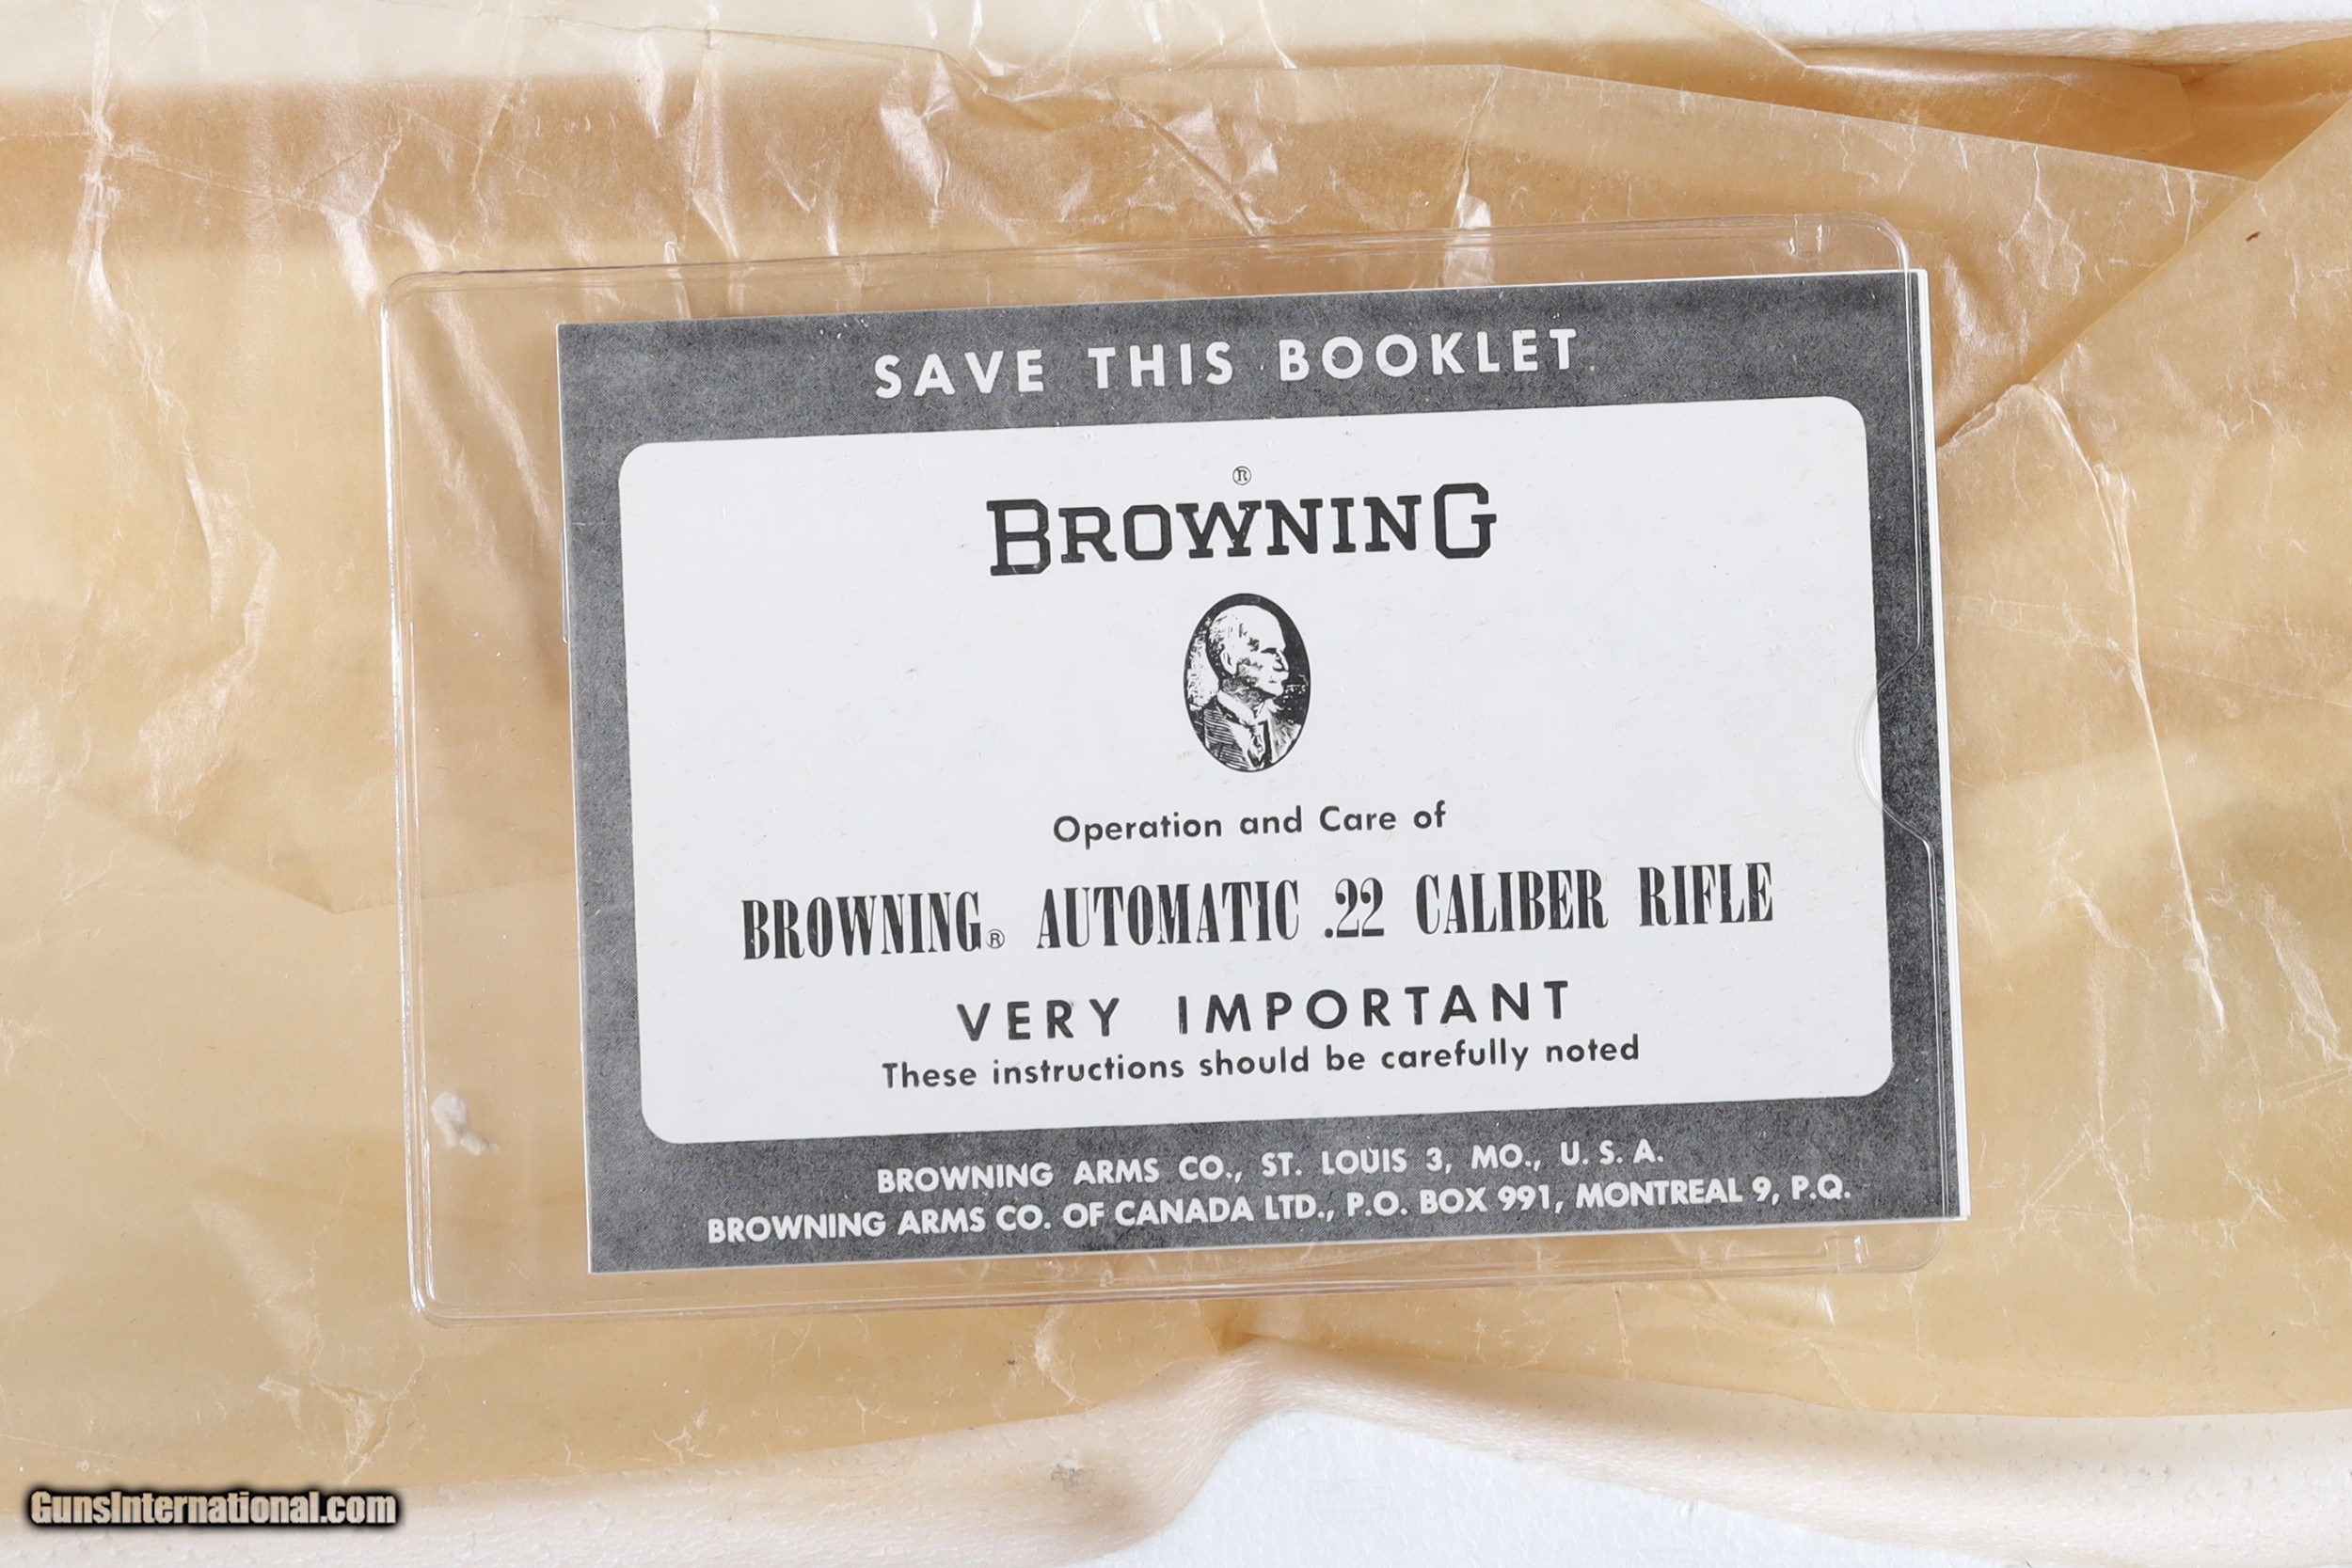 SAVE THIS BOOKLET
®
BROWNING
Operation and Care of
BROWNING® AUTOMATIC .22 CALIBER RIFLE
VERY IMPORTANT
These instructions should be carefully noted
BROWNING ARMS CO., ST. LOUIS 3, MO., U. S. A.
BROWNING ARMS CO. OF CANADA LTD., P.O. BOX 991, MONTREAL 9, P.Q.
GunsInternational.com